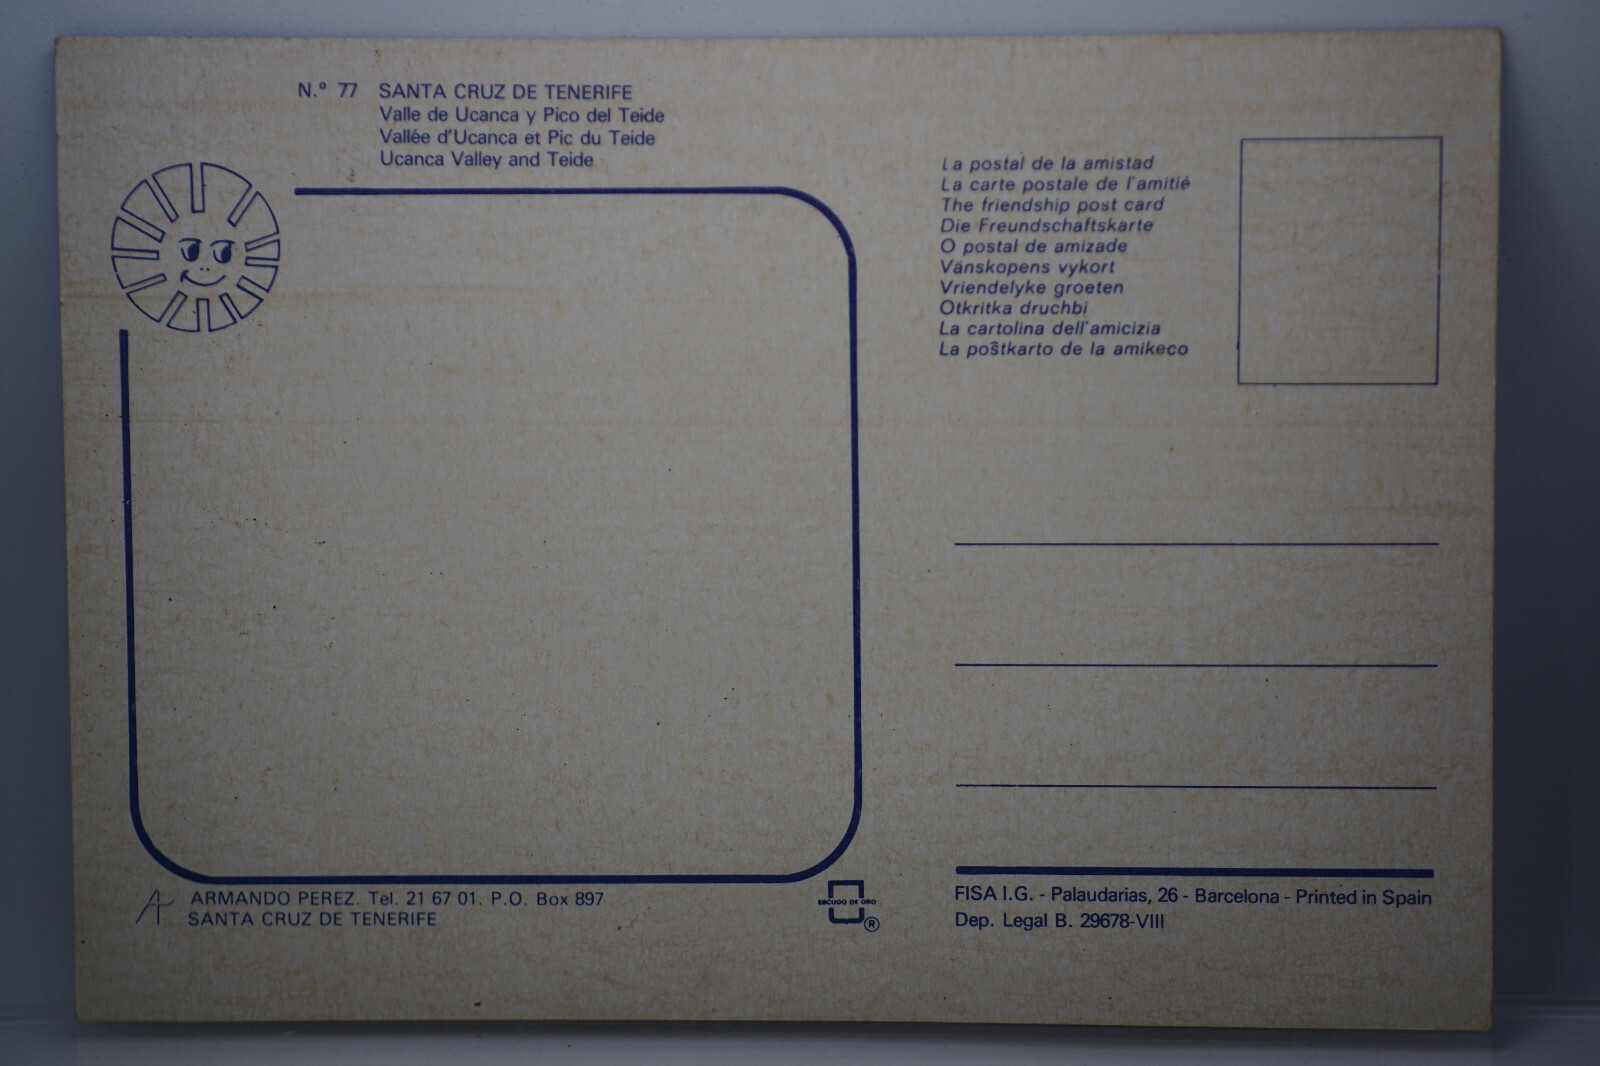 N.º 77 SANTA CRUZ DE TENERIFE
Valle de Ucanca y Pico del Teide
Vallée d'Ucanca et Pic du Teide
Ucanca Valley and Teide
La postal de la amistad
La carte postale de l'amitié
The friendship post card
Die Freundschaftskarte
O postal de amizade
Vänskopens vykort
Vriendelyke groeten
Otkritka druchbi
La cartolina dell'amicizia
La poŝtkarto de la amikeco
ARMANDO PEREZ. Tel. 21 67 01. P.O. Box 897
SANTA CRUZ DE TENERIFE
ESCUDO DE ORO
®
FISA I.G. - Palaudarias, 26 - Barcelona - Printed in Spain
Dep. Legal B. 29678-VIII